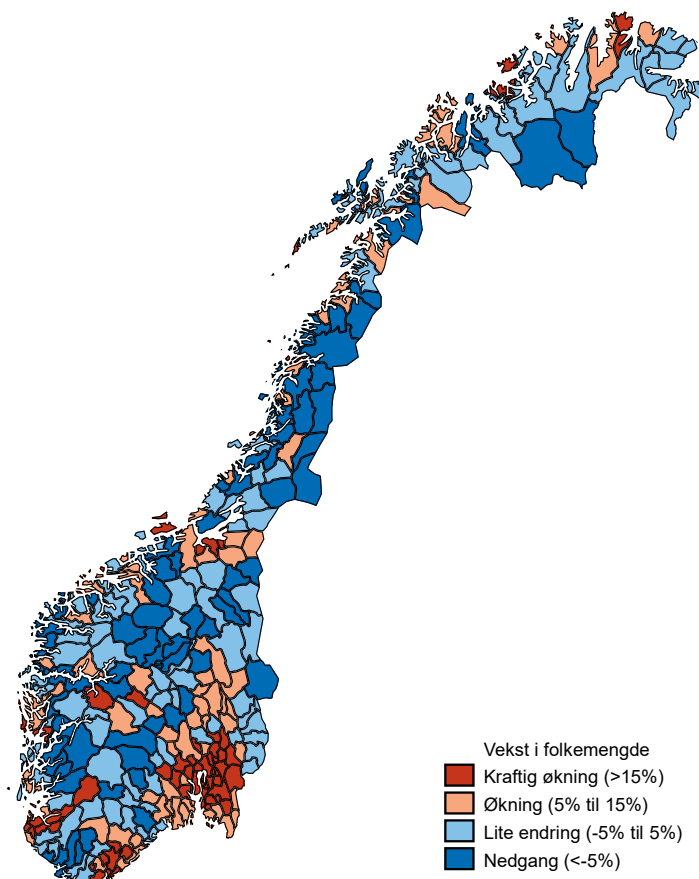 Vekst i folkemengde
Kraftig økning (>15%)
Økning (5% til 15%)
Lite endring (-5% til 5%)
Nedgang (<-5%)